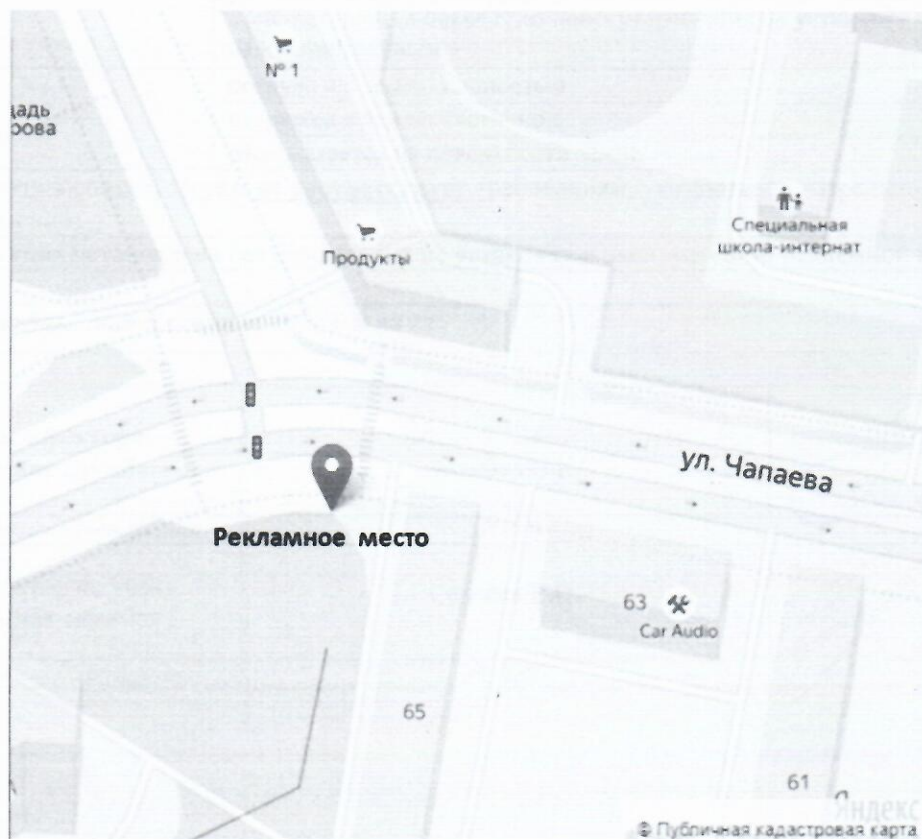 № 1
щадь
рова
Продукты
Специальная
школа-интернат
ул. Чапаева
Рекламное место
63
Car Audio
65
61
Яндекс
© Публичная кадастровая карта